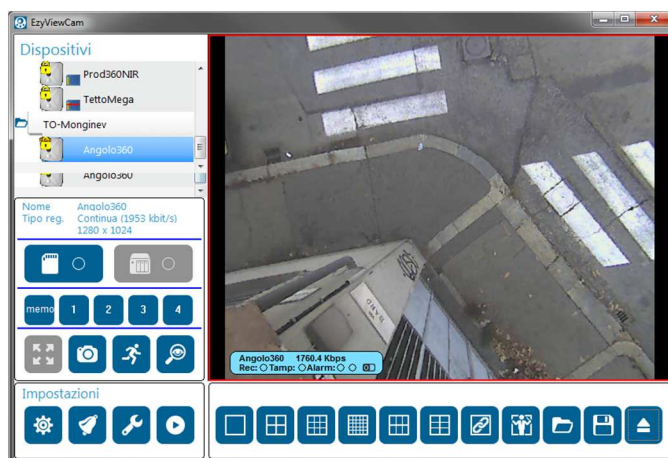 EzyViewCam
Dispositivi
Prod360NIR
TettoMega
TO-Monginev
Angolo360
Angolo360
Nome Angolo360
Tipo reg. Continua (1953 kbit/s)
1280 x 1024
memo 1 2 3 4
Impostazioni
Angolo360 1760.4 Kbps
Rec: Tamp: Alarm: